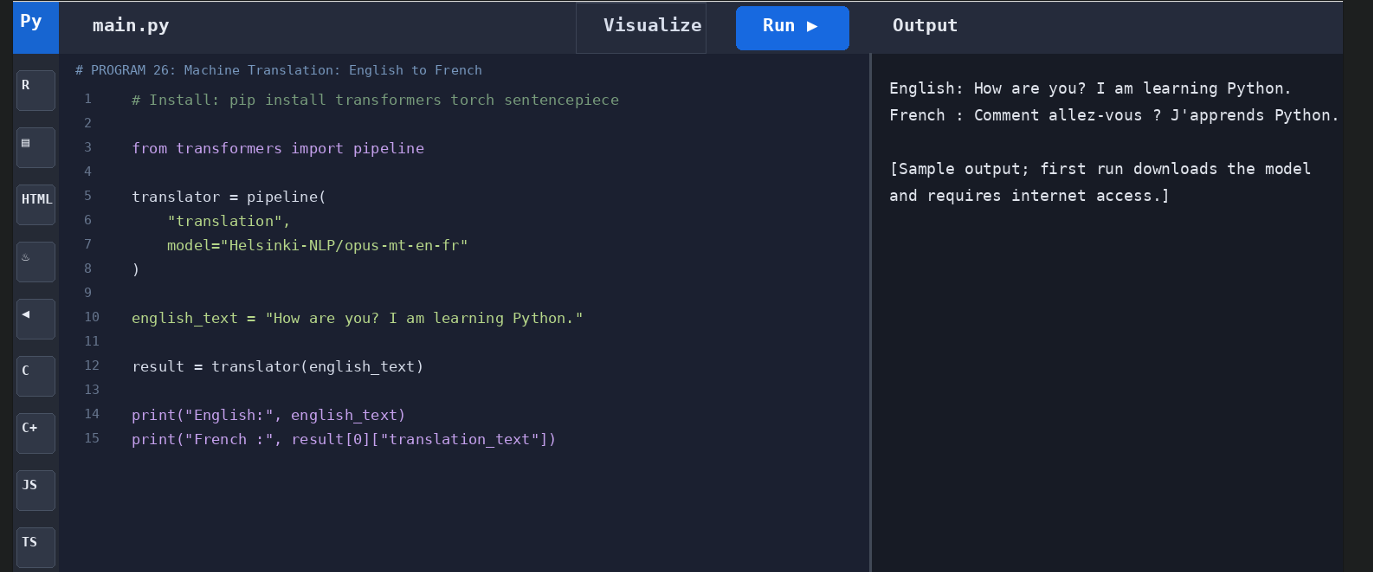 Py
main.py
Visualize
Run ▶
Output
R
HTML
C
C+
JS
TS
# PROGRAM 26: Machine Translation: English to French
1 # Install: pip install transformers torch sentencepiece
2
3 from transformers import pipeline
4
5 translator = pipeline(
6     "translation",
7     model="Helsinki-NLP/opus-mt-en-fr"
8 )
9
10 english_text = "How are you? I am learning Python."
11
12 result = translator(english_text)
13
14 print("English:", english_text)
15 print("French :", result[0]["translation_text"])
English: How are you? I am learning Python.
French : Comment allez-vous ? J'apprends Python.
[Sample output; first run downloads the model
and requires internet access.]